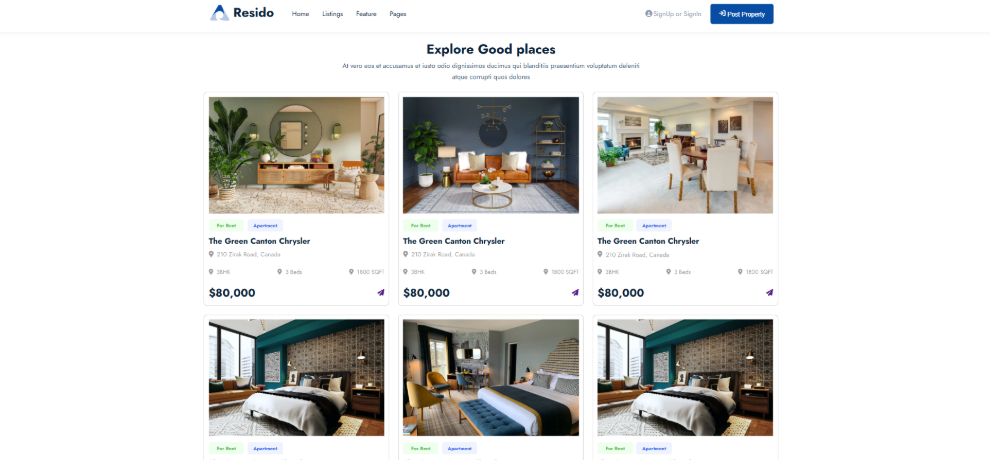 Resido
Home Listings Feature Pages
SignUp or SignIn
Post Property
Explore Good places
At vero eos et accusamus et iusto odio dignissimos ducimus qui blanditiis praesentium voluptatum deleniti
atque corrupti quos dolores
For Rent Apartment
The Green Canton Chrysler
210 Zirak Road, Canada
3BHK 3 Beds 1800 SQFT
$80,000
For Rent Apartment
The Green Canton Chrysler
210 Zirak Road, Canada
3BHK 3 Beds 1800 SQFT
$80,000
For Rent Apartment
The Green Canton Chrysler
210 Zirak Road, Canada
3BHK 3 Beds 1800 SQFT
$80,000
For Rent Apartment
For Rent Apartment
For Rent Apartment